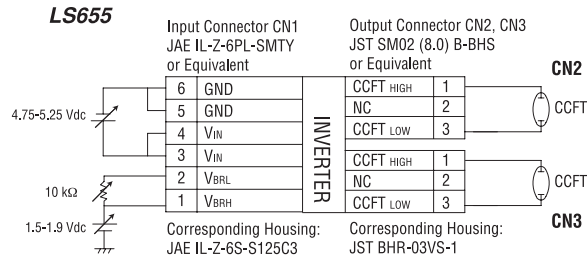 LS655
Input Connector CN1
JAE IL-Z-6PL-SMTY
or Equivalent
Output Connector CN2, CN3
JST SM02 (8.0) B-BHS
or Equivalent
CN2
6 GND
5 GND
4 VIN
3 VIN
2 VBRL
1 VBRH
4.75-5.25 Vdc
10 kΩ
1.5-1.9 Vdc
INVERTER
CCFT HIGH 1
NC 2
CCFT LOW 3
CCFT
CCFT HIGH 1
NC 2
CCFT LOW 3
CCFT
CN3
Corresponding Housing:
JAE IL-Z-6S-S125C3
Corresponding Housing:
JST BHR-03VS-1